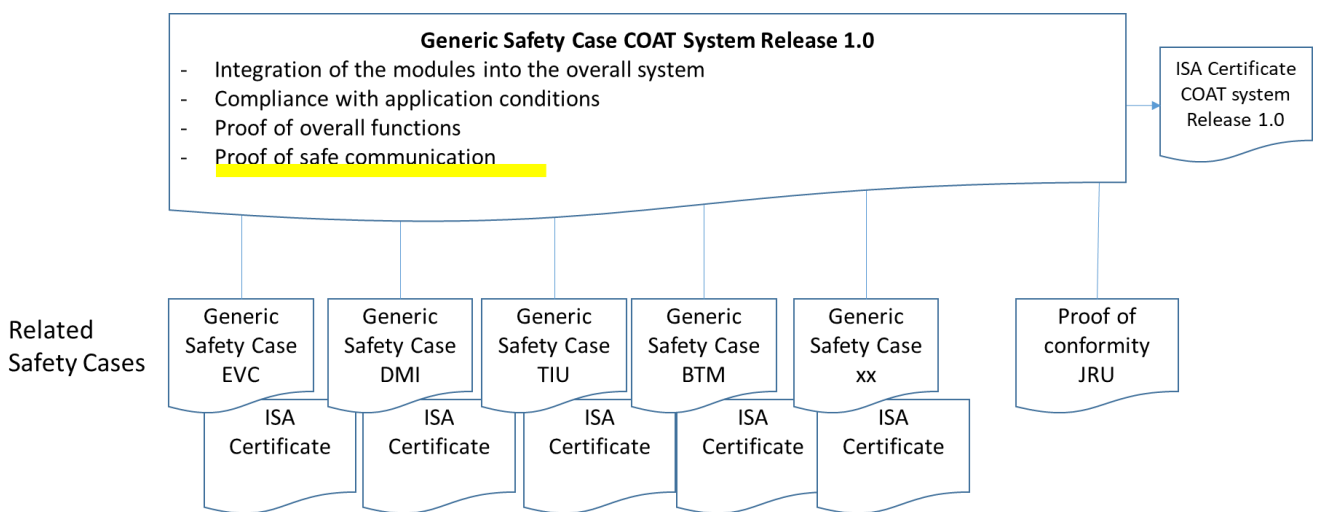 Generic Safety Case COAT System Release 1.0
- Integration of the modules into the overall system
- Compliance with application conditions
- Proof of overall functions
- Proof of safe communication
ISA Certificate
COAT system
Release 1.0
Related
Safety Cases
Generic
Safety Case
EVC
Generic
Safety Case
DMI
Generic
Safety Case
TIU
Generic
Safety Case
BTM
Generic
Safety Case
xx
Proof of
conformity
JRU
ISA
Certificate
ISA
Certificate
ISA
Certificate
ISA
Certificate
ISA
Certificate